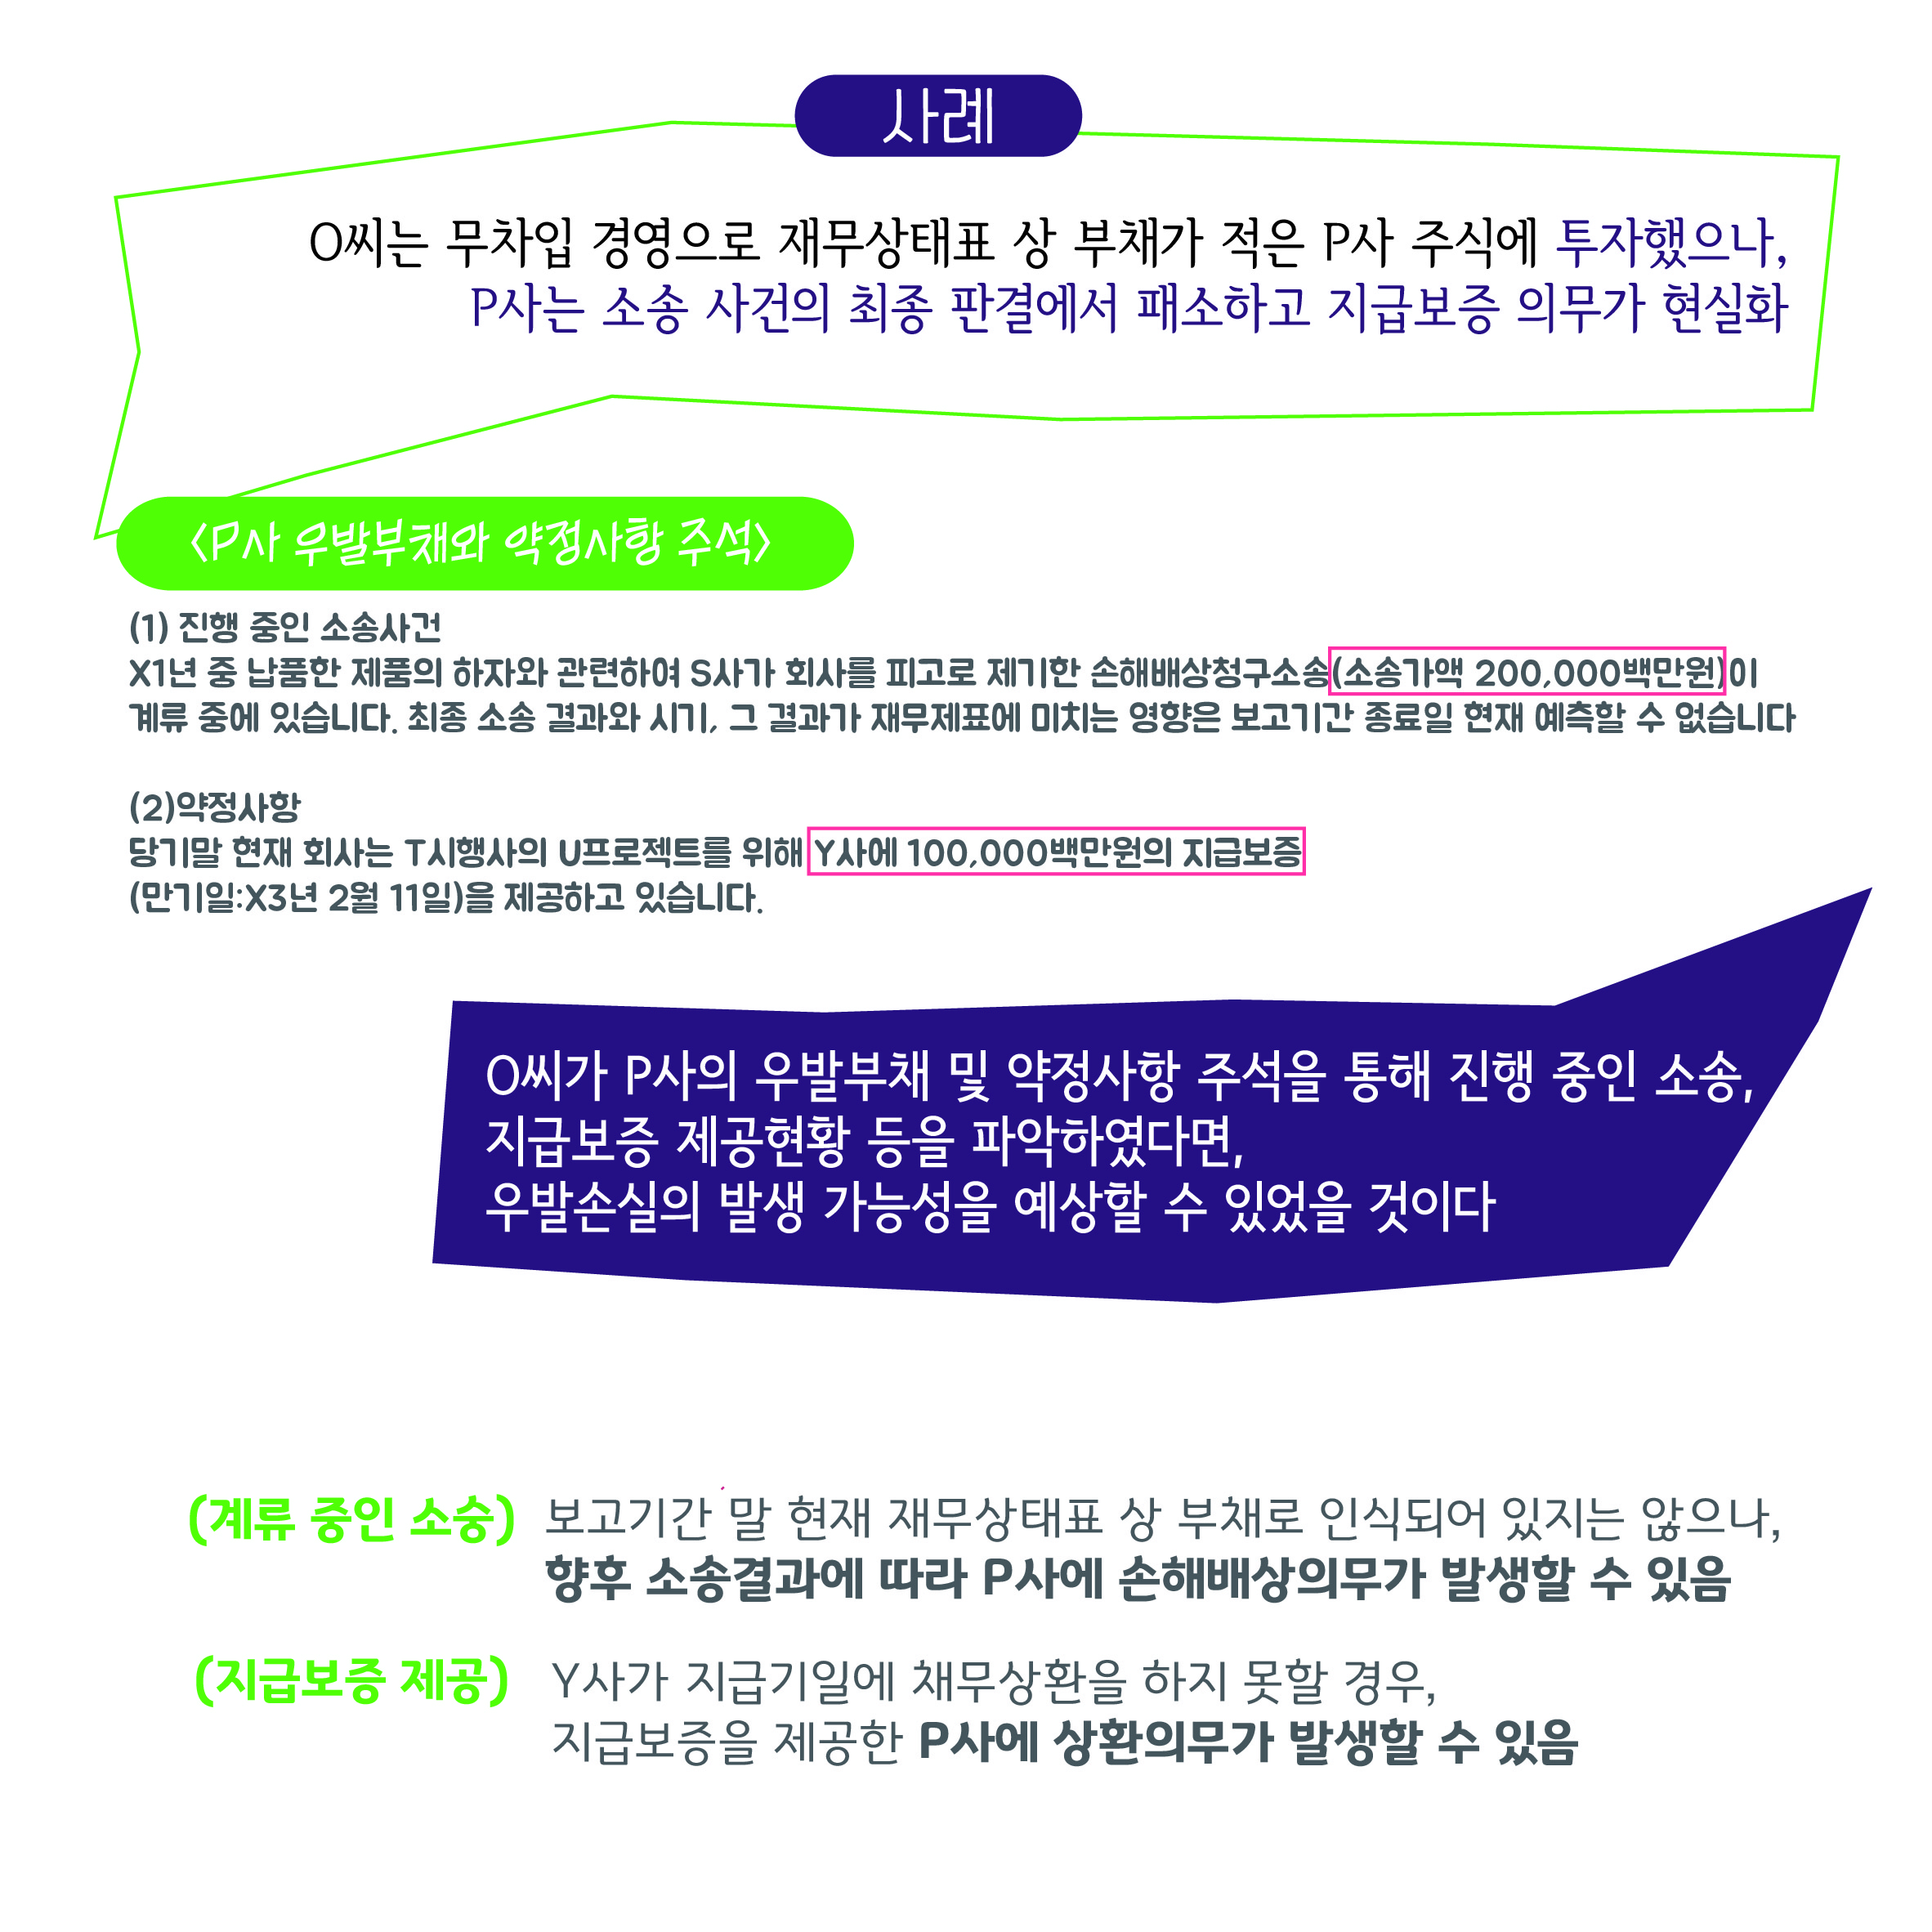 사례
O씨는 무차입 경영으로 재무상태표 상 부채가 적은 P사 주식에 투자했으나,
P사는 소송 사건의 최종 판결에서 패소하고 지급보증 의무가 현실화
<P사 우발부채와 약정사항 주석>
(1) 진행 중인 소송사건
X1년 중 납품한 제품의 하자와 관련하여 S사가 회사를 피고로 제기한 손해배상청구소송(소송가액 200,000백만원)이
계류 중에 있습니다. 최종 소송 결과와 시기, 그 결과가 재무제표에 미치는 영향은 보고기간 종료일 현재 예측할 수 없습니다
(2)약정사항
당기말 현재 회사는 T시행사의 U프로젝트를 위해 Y사에 100,000백만원의 지급보증
(만기일:X3년 2월 11일)을 제공하고 있습니다.
O씨가 P사의 우발부채 및 약정사항 주석을 통해 진행 중인 소송,
지급보증 제공현황 등을 파악하였다면,
우발손실의 발생 가능성을 예상할 수 있었을 것이다
(계류 중인 소숭) 보고기간 말 현재 재무상태표 상 부채로 인식되어 있지는 않으나,
향후 소송결과에 따라 P사에 손해배상의무가 발생할 수 있음
(지급보증 제공) Y사가 지급기일에 채무상환을 하지 못할 경우,
지급보증을 제공한 P사에 상환의무가 발생할 수 있음